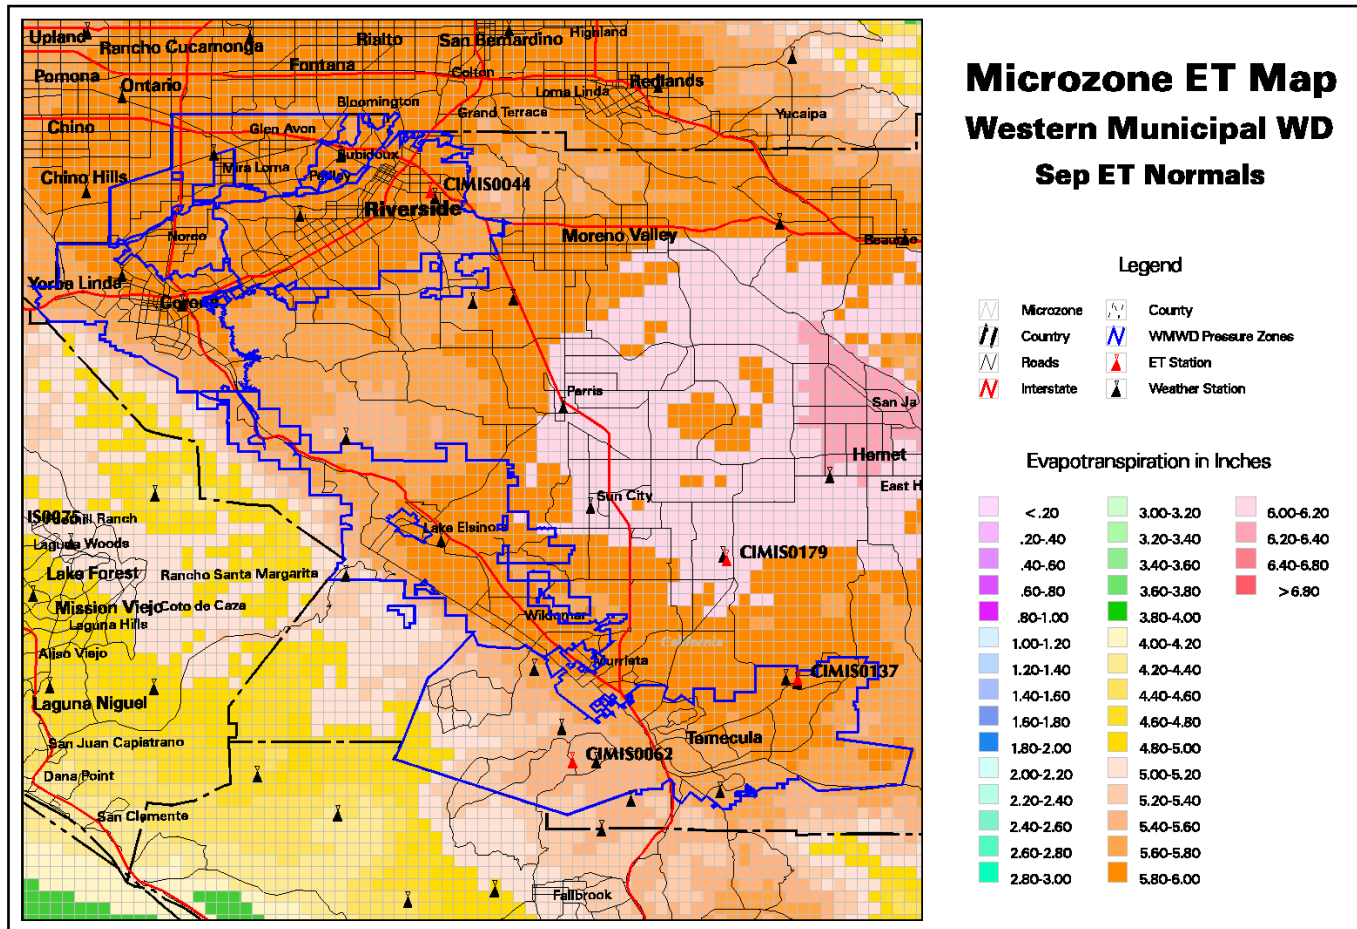 Microzone ET Map
Western Municipal WD
Sep ET Normals
Legend
Microzone
County
Country
WMWD Pressure Zones
Roads
ET Station
Interstate
Weather Station
Evapotranspiration in Inches
< .20
.20-.40
.40-.60
.60-.80
.80-1.00
1.00-1.20
1.20-1.40
1.40-1.60
1.60-1.80
1.80-2.00
2.00-2.20
2.20-2.40
2.40-2.60
2.60-2.80
2.80-3.00
3.00-3.20
3.20-3.40
3.40-3.60
3.60-3.80
3.80-4.00
4.00-4.20
4.20-4.40
4.40-4.60
4.60-4.80
4.80-5.00
5.00-5.20
5.20-5.40
5.40-5.60
5.60-5.80
5.80-6.00
6.00-6.20
6.20-6.40
6.40-6.80
> 6.80
Upland
Rancho Cucamonga
Rialto
San Bernardino
Highland
Pomona
Ontario
Fontana
Colton
Loma Linda
Redlands
Bloomington
Grand Terrace
Yucaipa
Chino
Glen Avon
Rubidoux
Mira Loma
Pedley
Chino Hills
CIMIS0044
Riverside
Norco
Moreno Valley
Yorba Linda
Corona
Perris
San Ja
Hemet
East H
Sun City
IS0075
Foothill Ranch
Lake Elsinore
Laguna Woods
CIMIS0179
Lake Forest
Rancho Santa Margarita
Mission Viejo
Coto de Caza
Laguna Hills
Wildomar
California
Aliso Viejo
Murrieta
CIMIS0137
Laguna Niguel
San Juan Capistrano
Temecula
CIMIS0062
Dana Point
San Clemente
Fallbrook